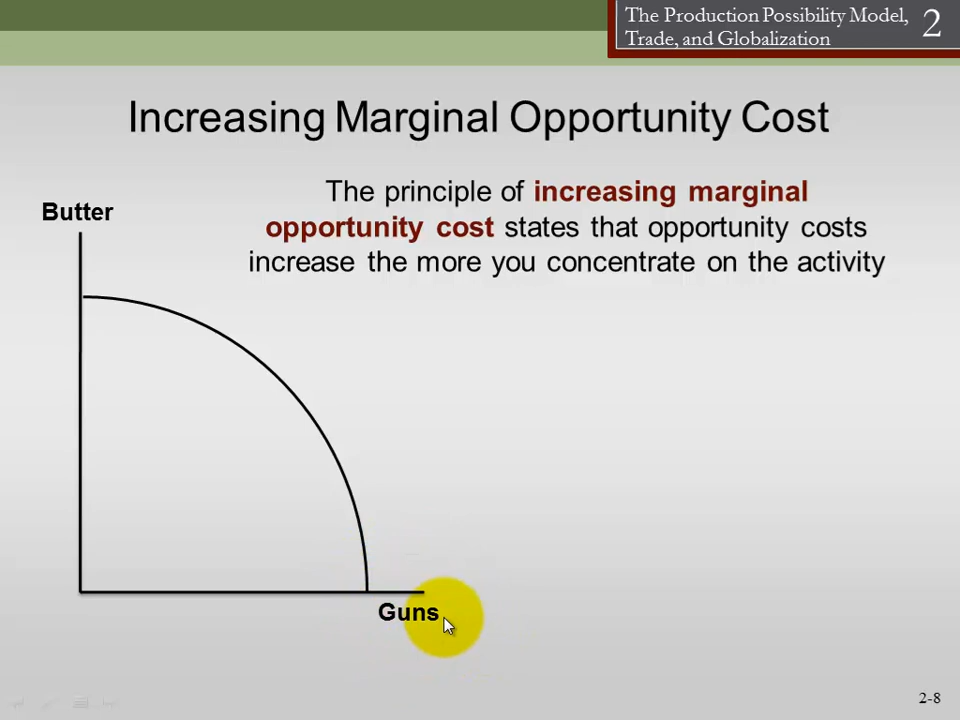 The Production Possibility Model,
Trade, and Globalization
2
Increasing Marginal Opportunity Cost
The principle of increasing marginal
opportunity cost states that opportunity costs
increase the more you concentrate on the activity
Butter
Guns
2-8